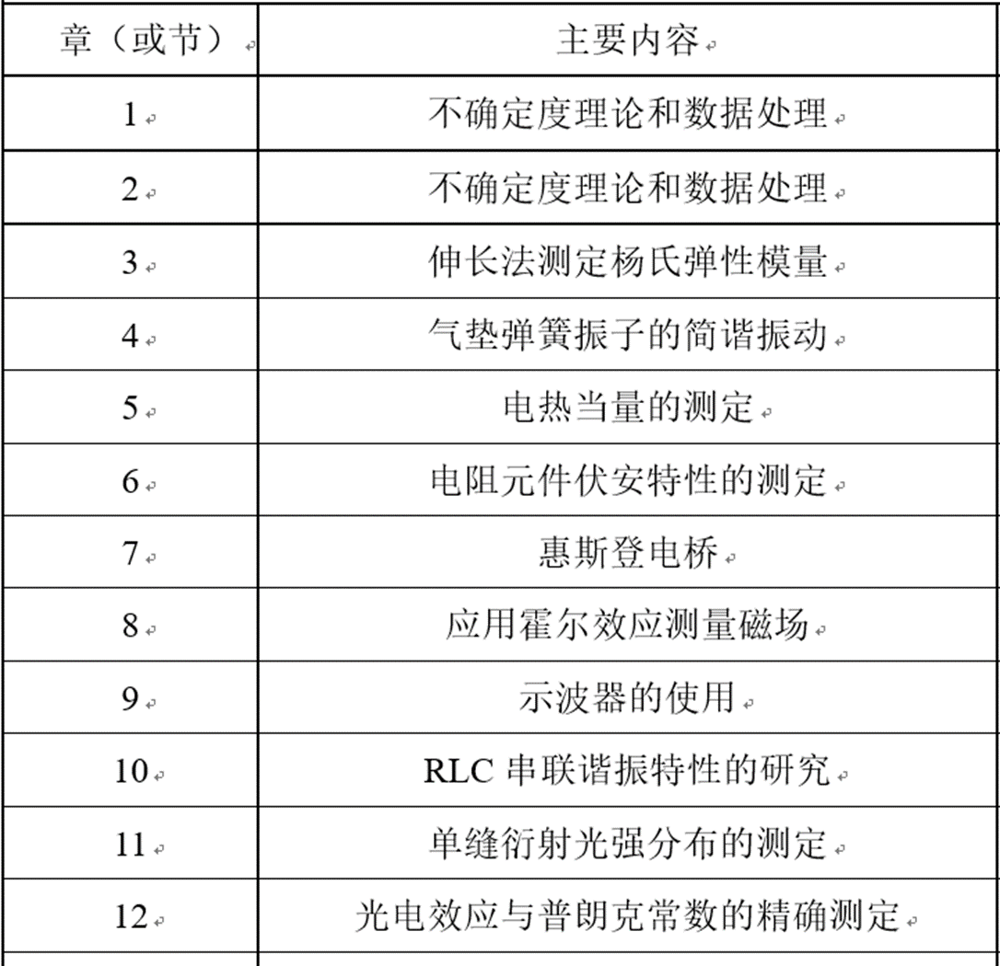 章（或节） 主要内容
1 不确定度理论和数据处理
2 不确定度理论和数据处理
3 伸长法测定杨氏弹性模量
4 气垫弹簧振子的简谐振动
5 电热当量的测定
6 电阻元件伏安特性的测定
7 惠斯登电桥
8 应用霍尔效应测量磁场
9 示波器的使用
10 RLC 串联谐振特性的研究
11 单缝衍射光强分布的测定
12 光电效应与普朗克常数的精确测定